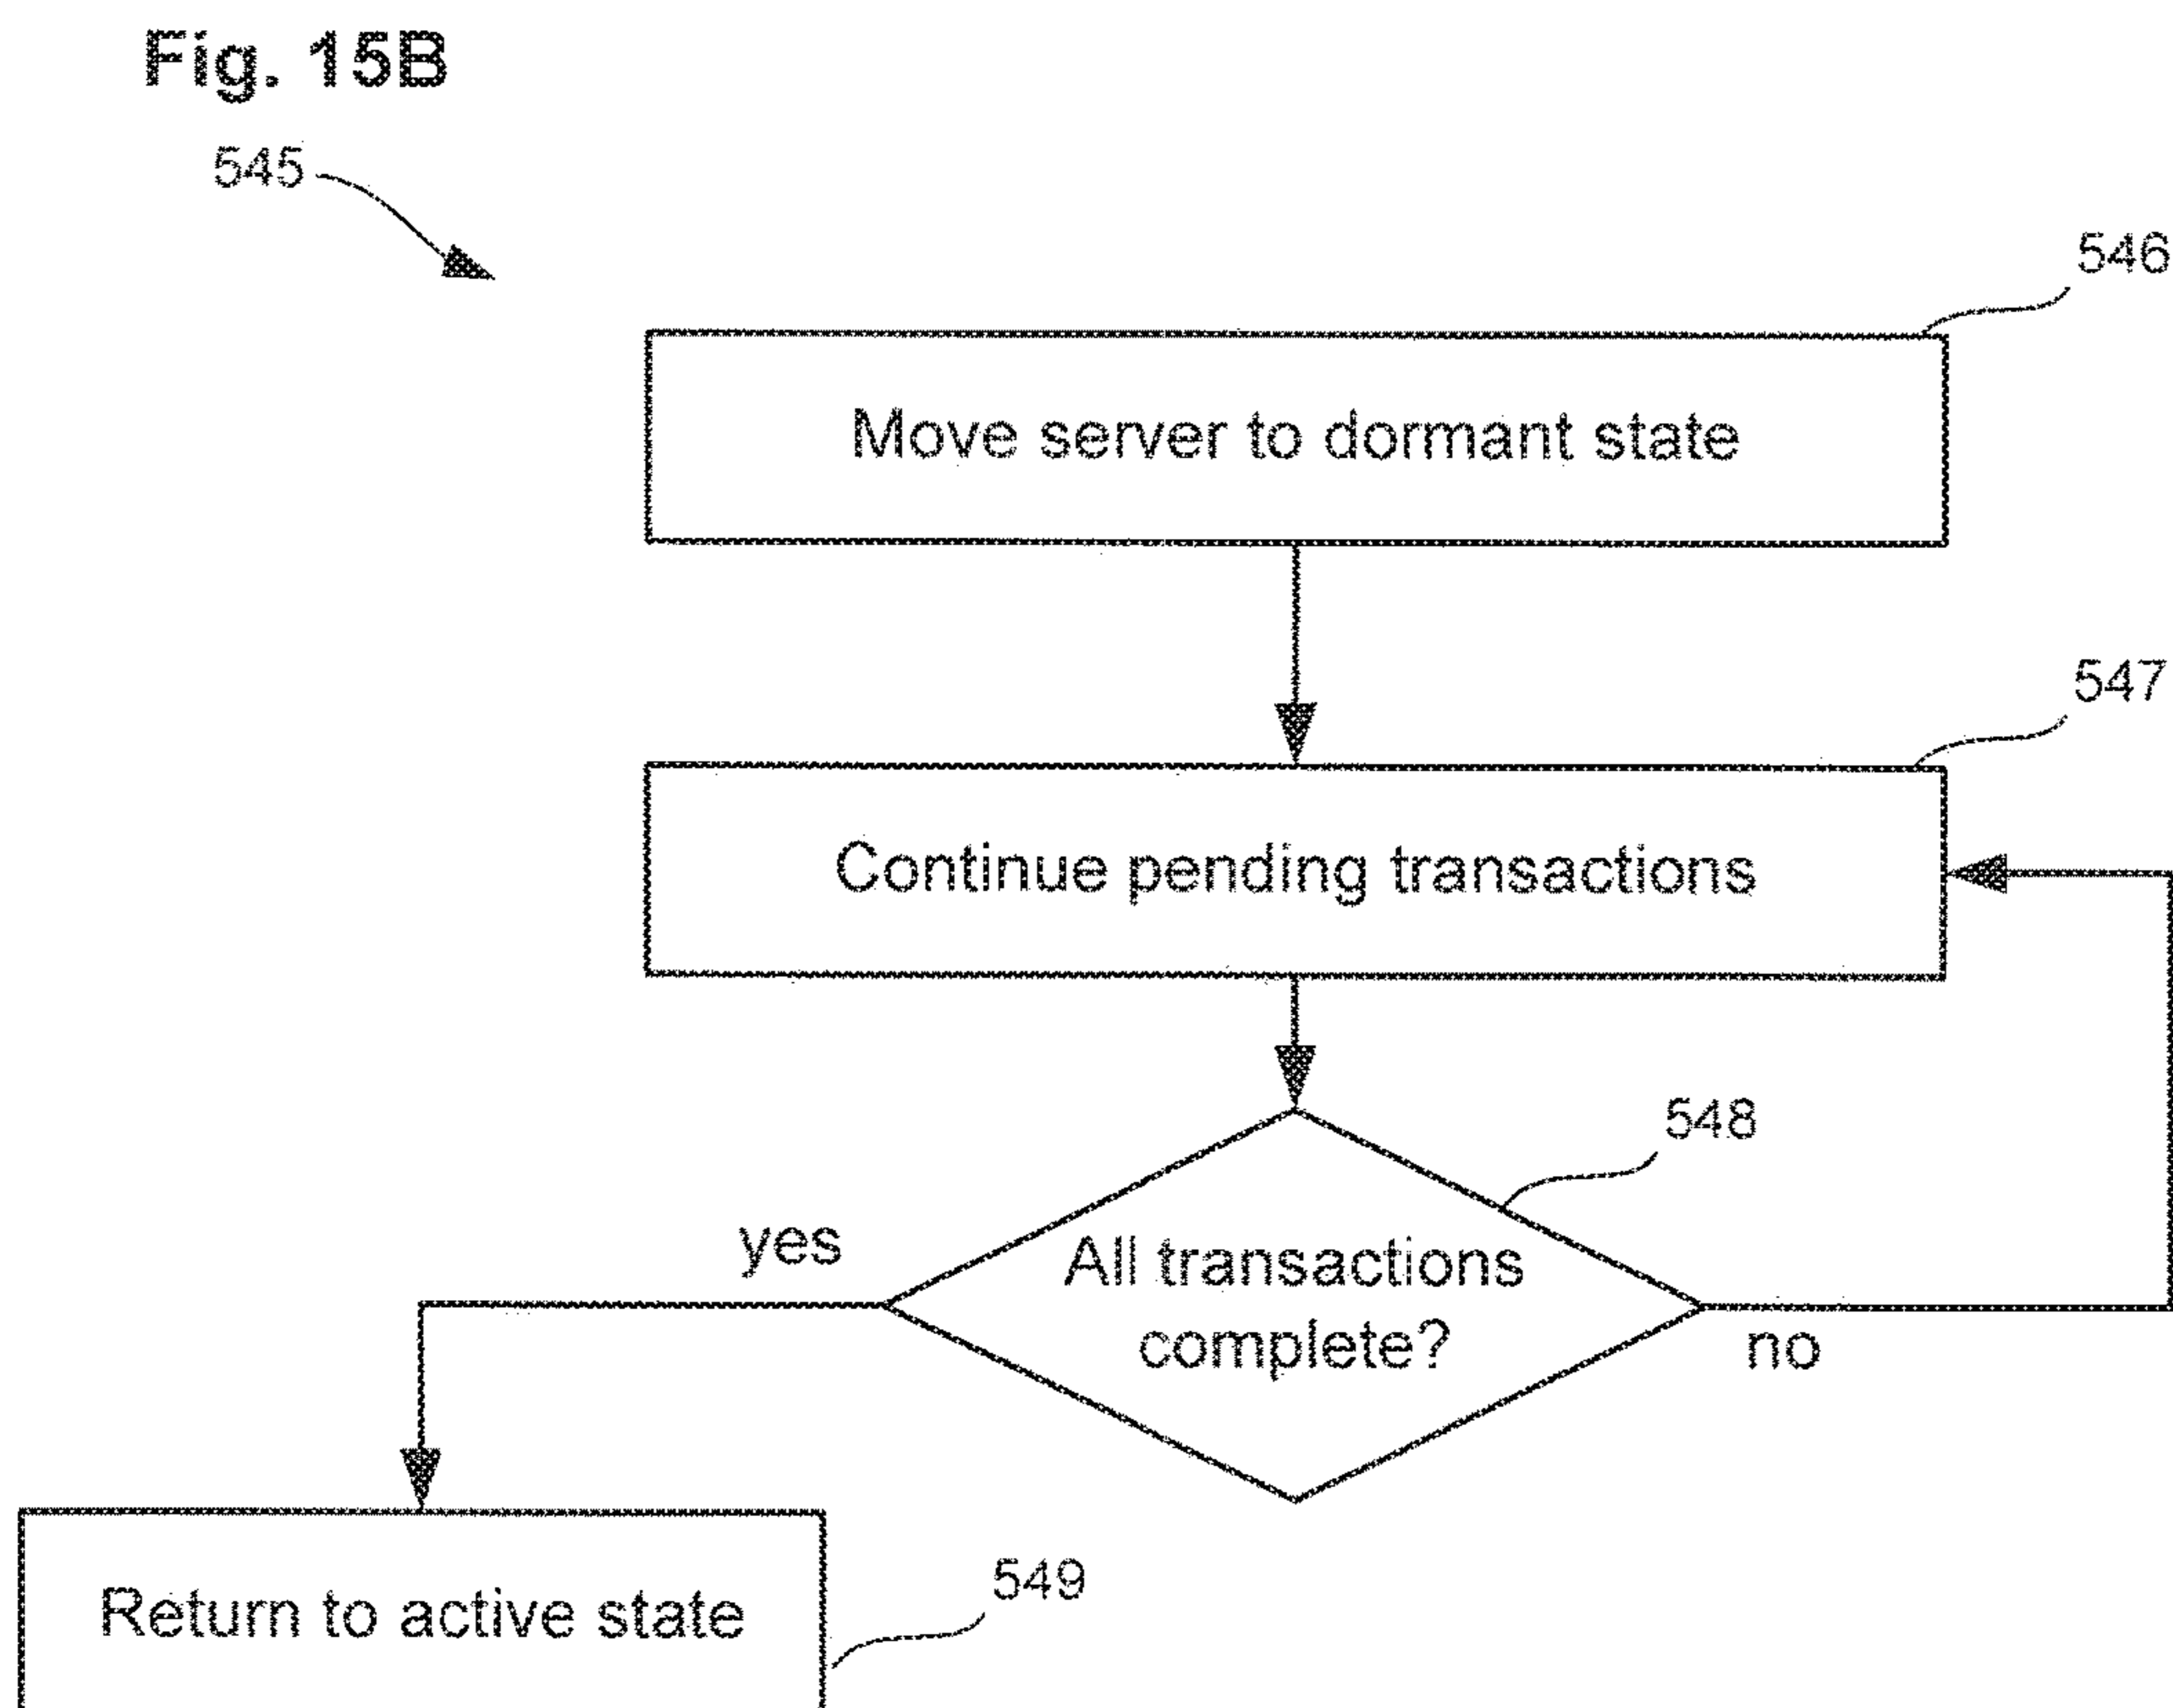 Fig. 15B
545
546
Move server to dormant state
547
Continue pending transactions
548
yes
All transactions
complete?
no
549
Return to active state